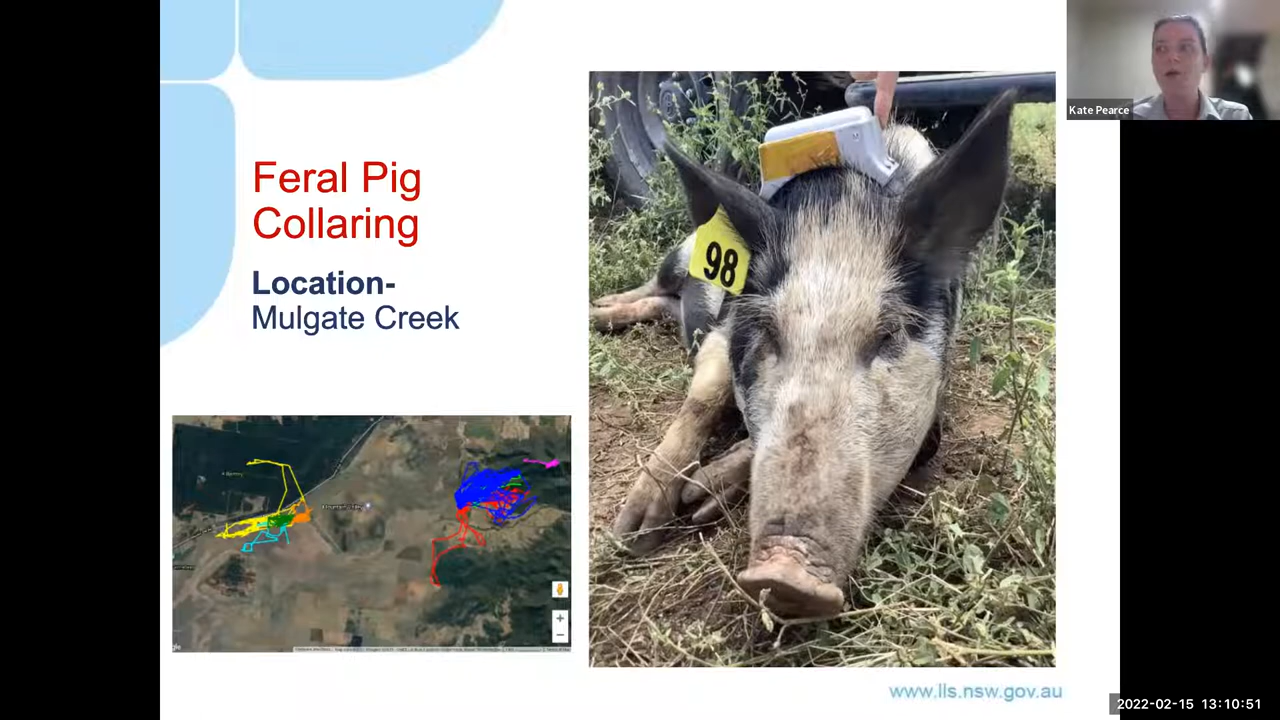 Kate Pearce
Feral Pig
Collaring
98
Location-
Mulgate Creek
+
−
www.lls.nsw.gov.au
2022-02-15 13:10:51